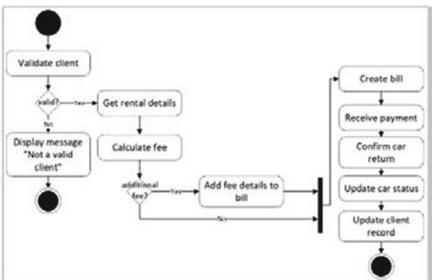 Validate client
valid?
Yes
No
Display message
"Not a valid
client"
Get rental details
Calculate fee
additional
fee?
Yes
No
Add fee details to
bill
Create bill
Receive payment
Confirm car
return
Update car status
Update client
record